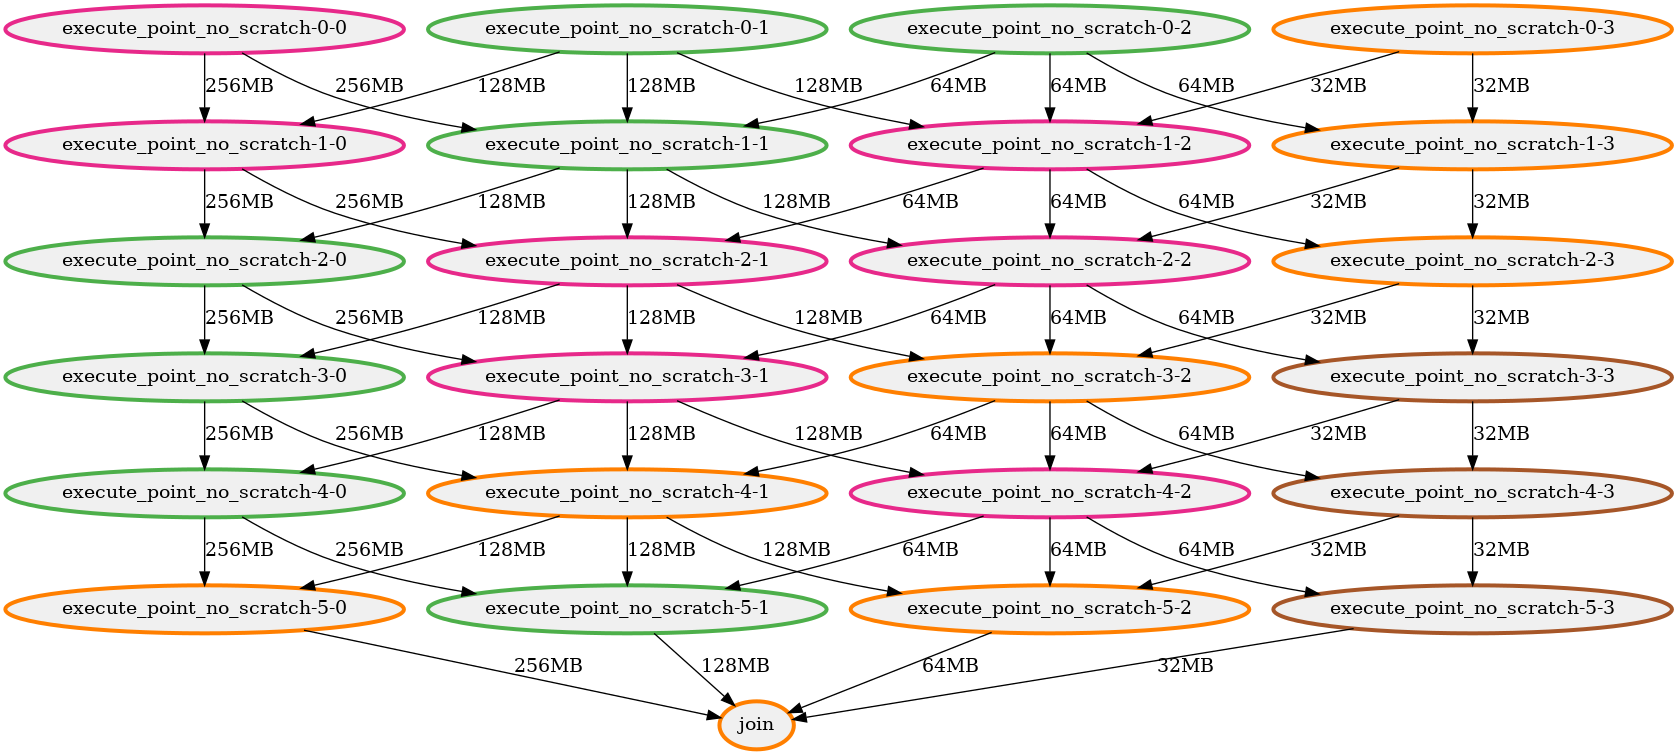 execute_point_no_scratch-0-0 execute_point_no_scratch-0-1 execute_point_no_scratch-0-2 execute_point_no_scratch-0-3
256MB 256MB 128MB 128MB 128MB 64MB 64MB 64MB 32MB 32MB
execute_point_no_scratch-1-0 execute_point_no_scratch-1-1 execute_point_no_scratch-1-2 execute_point_no_scratch-1-3
256MB 256MB 128MB 128MB 128MB 64MB 64MB 64MB 32MB 32MB
execute_point_no_scratch-2-0 execute_point_no_scratch-2-1 execute_point_no_scratch-2-2 execute_point_no_scratch-2-3
256MB 256MB 128MB 128MB 128MB 64MB 64MB 64MB 32MB 32MB
execute_point_no_scratch-3-0 execute_point_no_scratch-3-1 execute_point_no_scratch-3-2 execute_point_no_scratch-3-3
256MB 256MB 128MB 128MB 128MB 64MB 64MB 64MB 32MB 32MB
execute_point_no_scratch-4-0 execute_point_no_scratch-4-1 execute_point_no_scratch-4-2 execute_point_no_scratch-4-3
256MB 256MB 128MB 128MB 128MB 64MB 64MB 64MB 32MB 32MB
execute_point_no_scratch-5-0 execute_point_no_scratch-5-1 execute_point_no_scratch-5-2 execute_point_no_scratch-5-3
256MB 128MB 64MB 32MB
join